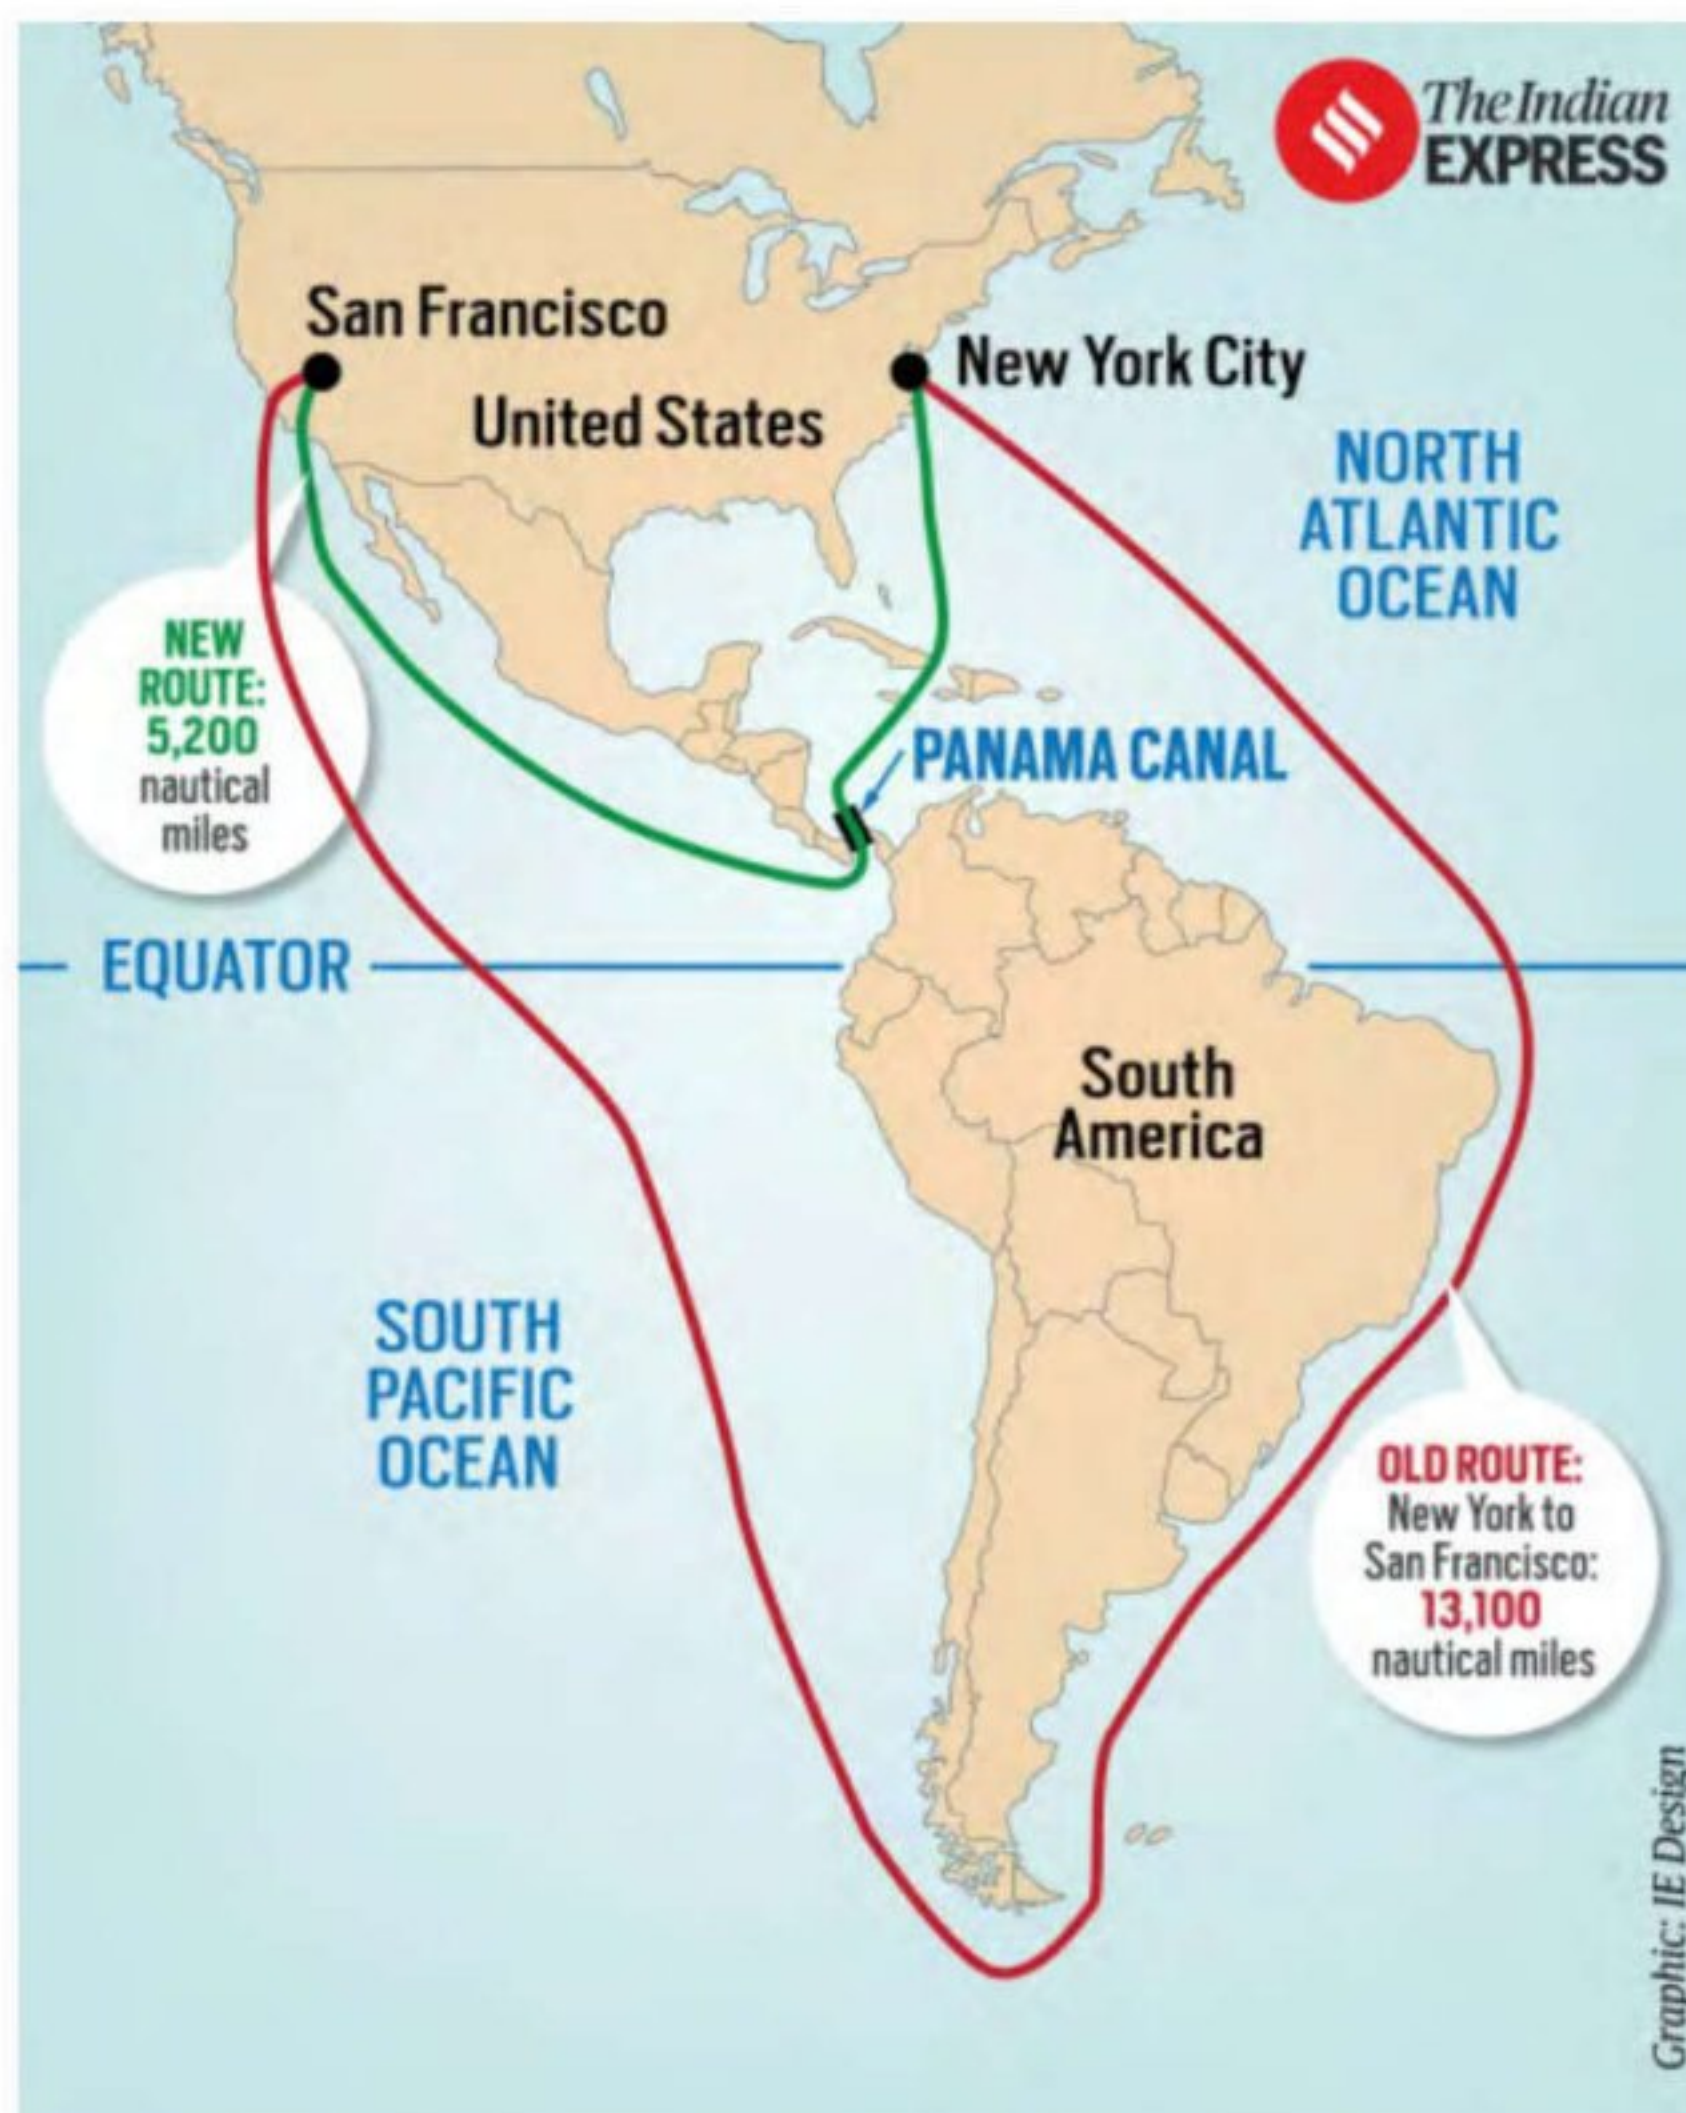 The Indian
EXPRESS
San Francisco
New York City
United States
NORTH
ATLANTIC
OCEAN
NEW
ROUTE:
5,200
nautical
miles
PANAMA CANAL
EQUATOR
South
America
SOUTH
PACIFIC
OCEAN
OLD ROUTE:
New York to
San Francisco:
13,100
nautical miles
Graphic: IE Design